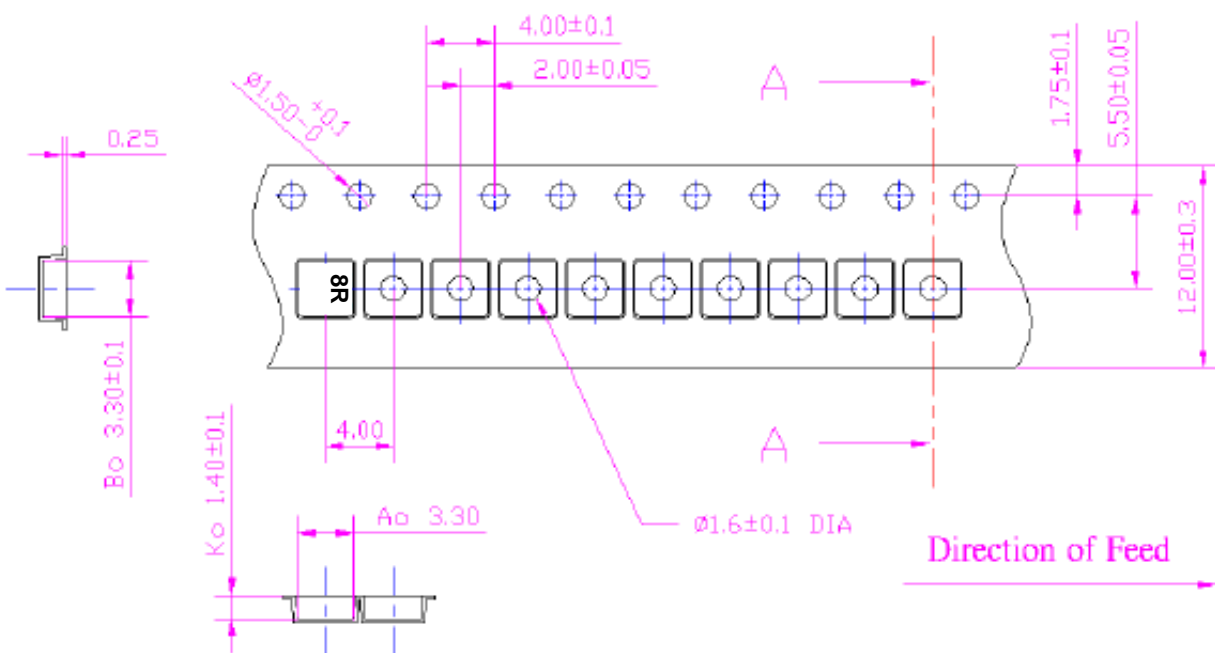 4.00±0.1
2.00±0.05
Ø1.50 +0.1 -0
A
1.75±0.1
5.50±0.05
0.25
8R
12.00±0.3
Bo 3.30±0.1
4.00
A
Ko 1.40±0.1
Ao 3.30
Ø1.6±0.1 DIA
Direction of Feed